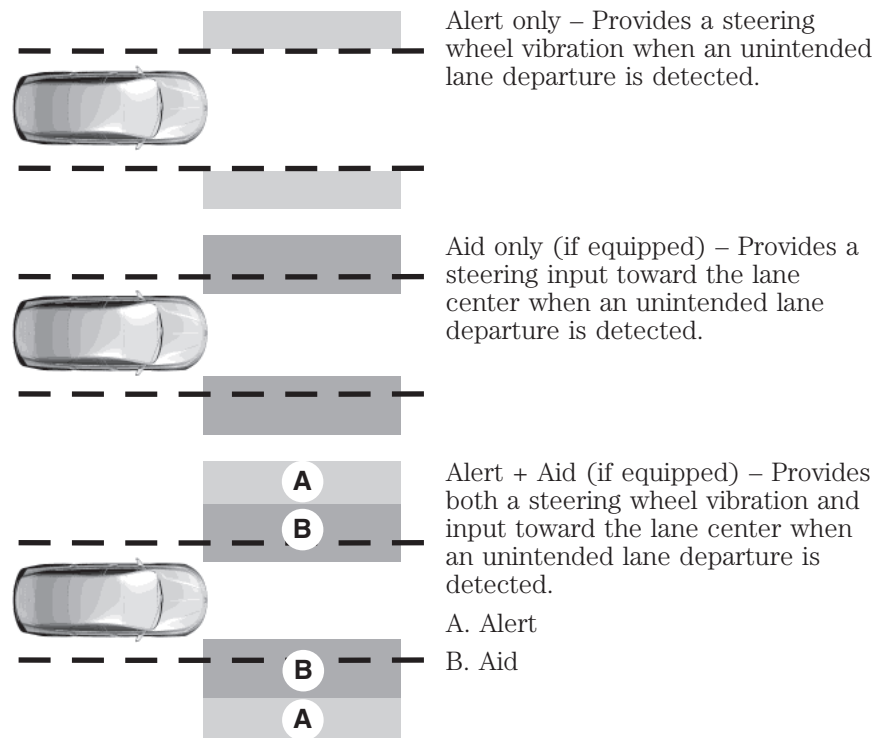 Alert only – Provides a steering
wheel vibration when an unintended
lane departure is detected.
Aid only (if equipped) – Provides a
steering input toward the lane
center when an unintended lane
departure is detected.
A
B
B
A
Alert + Aid (if equipped) – Provides
both a steering wheel vibration and
input toward the lane center when
an unintended lane departure is
detected.
A. Alert
B. Aid